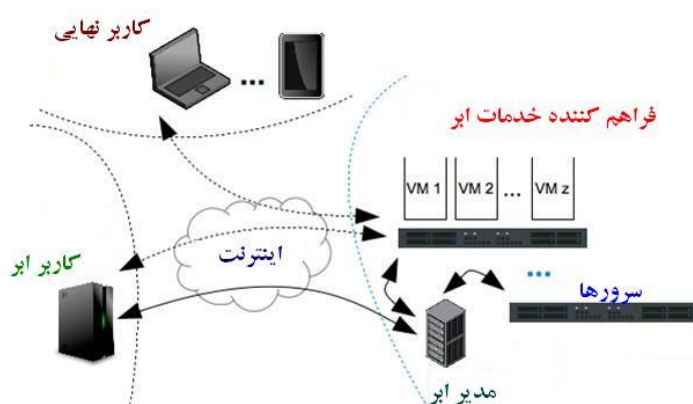 کاربر نهایی
...
فراهم کننده خدمات ابر
VM 1 VM 2 ... VM z
اینترنت
کاربر ابر
...
سرورها
مدیر ابر